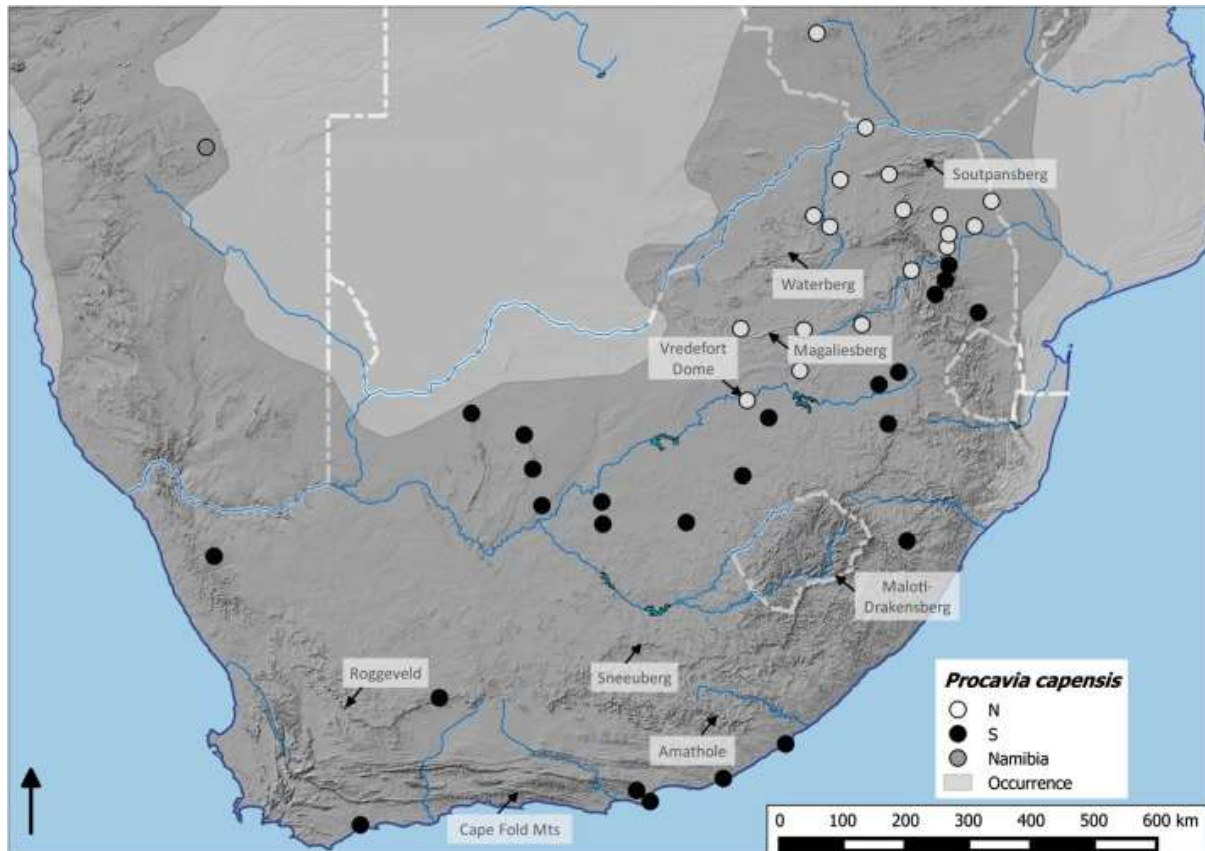 Soutpansberg
Waterberg
Magaliesberg
Vredefort
Dome
Maloti-
Drakensberg
Sneeuberg
Roggeveld
Amathole
Cape Fold Mts
Procavia capensis
N
S
Namibia
Occurrence
0 100 200 300 400 500 600 km